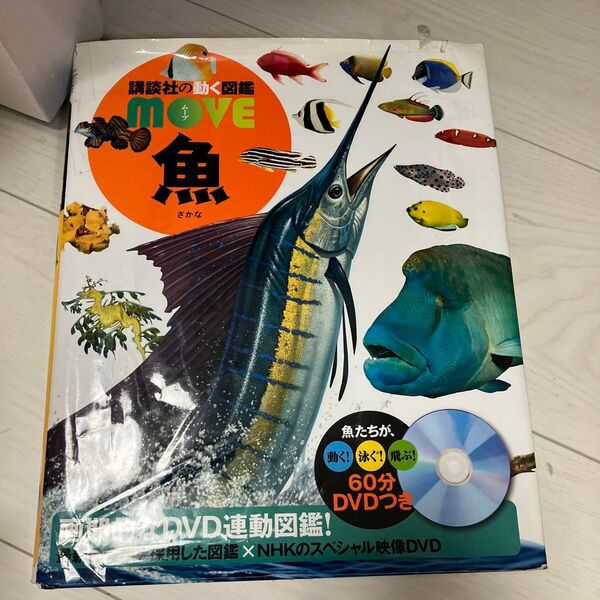 講談社の動く図鑑
MOVE
ムーブ
魚
さかな
魚たちが、
動く! 泳ぐ! 飛ぶ!
60分
DVDつき
DVD連動図鑑!
用した図鑑×NHKのスペシャル映像DVD